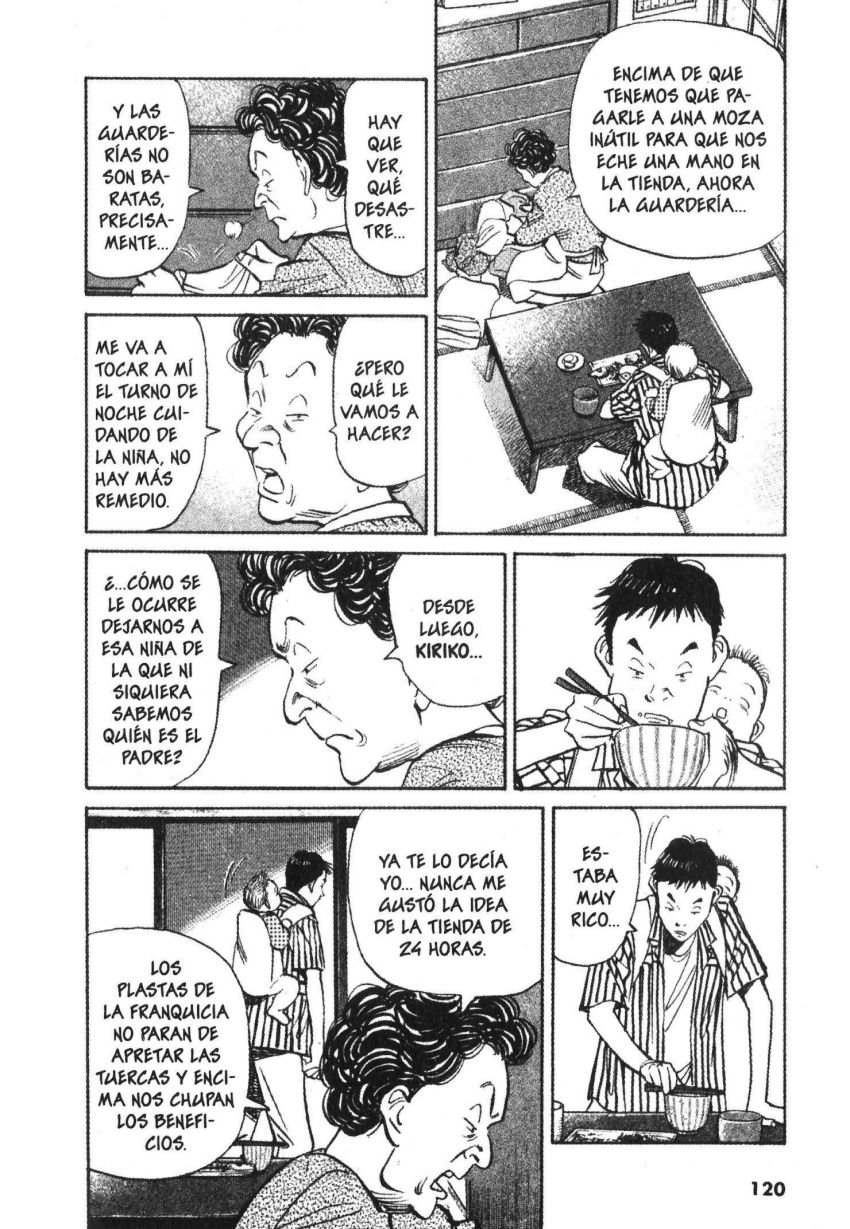 ENCIMA DE QUE
TENEMOS QUE PA-
GARLE A UNA MOZA
INÚTIL PARA QUE NOS
ECHE UNA MANO EN
LA TIENDA, AHORA
LA GUARDERÍA...
HAY
QUE
VER,
QUÉ
DESAS-
TRE...
Y LAS
GUARDE-
RÍAS NO
SON BA-
RATAS,
PRECISA-
MENTE...
¿PERO
QUÉ LE
VAMOS A
HACER?
ME VA A
TOCAR A MÍ
EL TURNO DE
NOCHE CUI-
DANDO DE
LA NIÑA, NO
HAY MÁS
REMEDIO.
DESDE
LUEGO,
KIRIKO...
¿...CÓMO SE
LE OCURRE
DEJARNOS A
ESA NIÑA DE
LA QUE NI
SIQUIERA
SABEMOS
QUIÉN ES EL
PADRE?
ES-
TABA
MUY
RICO...
YA TE LO DECÍA
YO... NUNCA ME
GUSTÓ LA IDEA
DE LA TIENDA DE
24 HORAS.
LOS
PLASTAS DE
LA FRANQUICIA
NO PARAN DE
APRETAR LAS
TUERCAS Y ENCI-
MA NOS CHUPAN
LOS BENEFI-
CIOS.
120